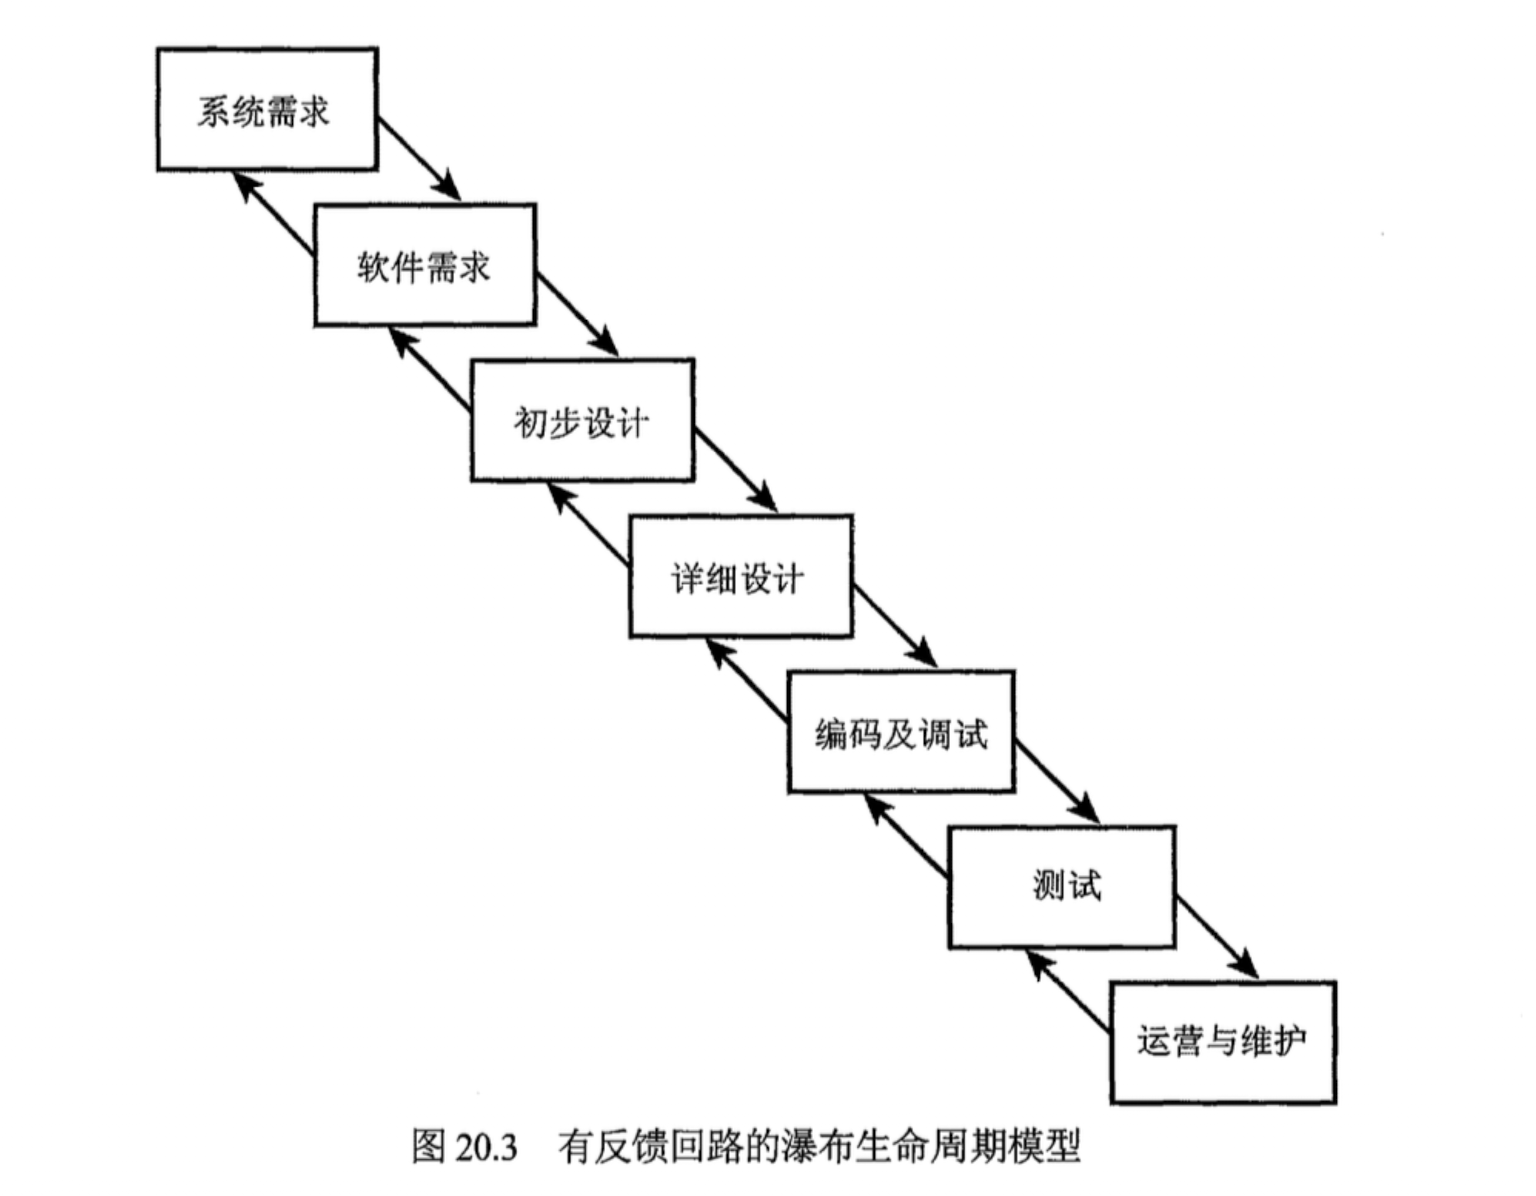 系统需求
软件需求
初步设计
详细设计
编码及调试
测试
运营与维护
图 20.3 有反馈回路的瀑布生命周期模型